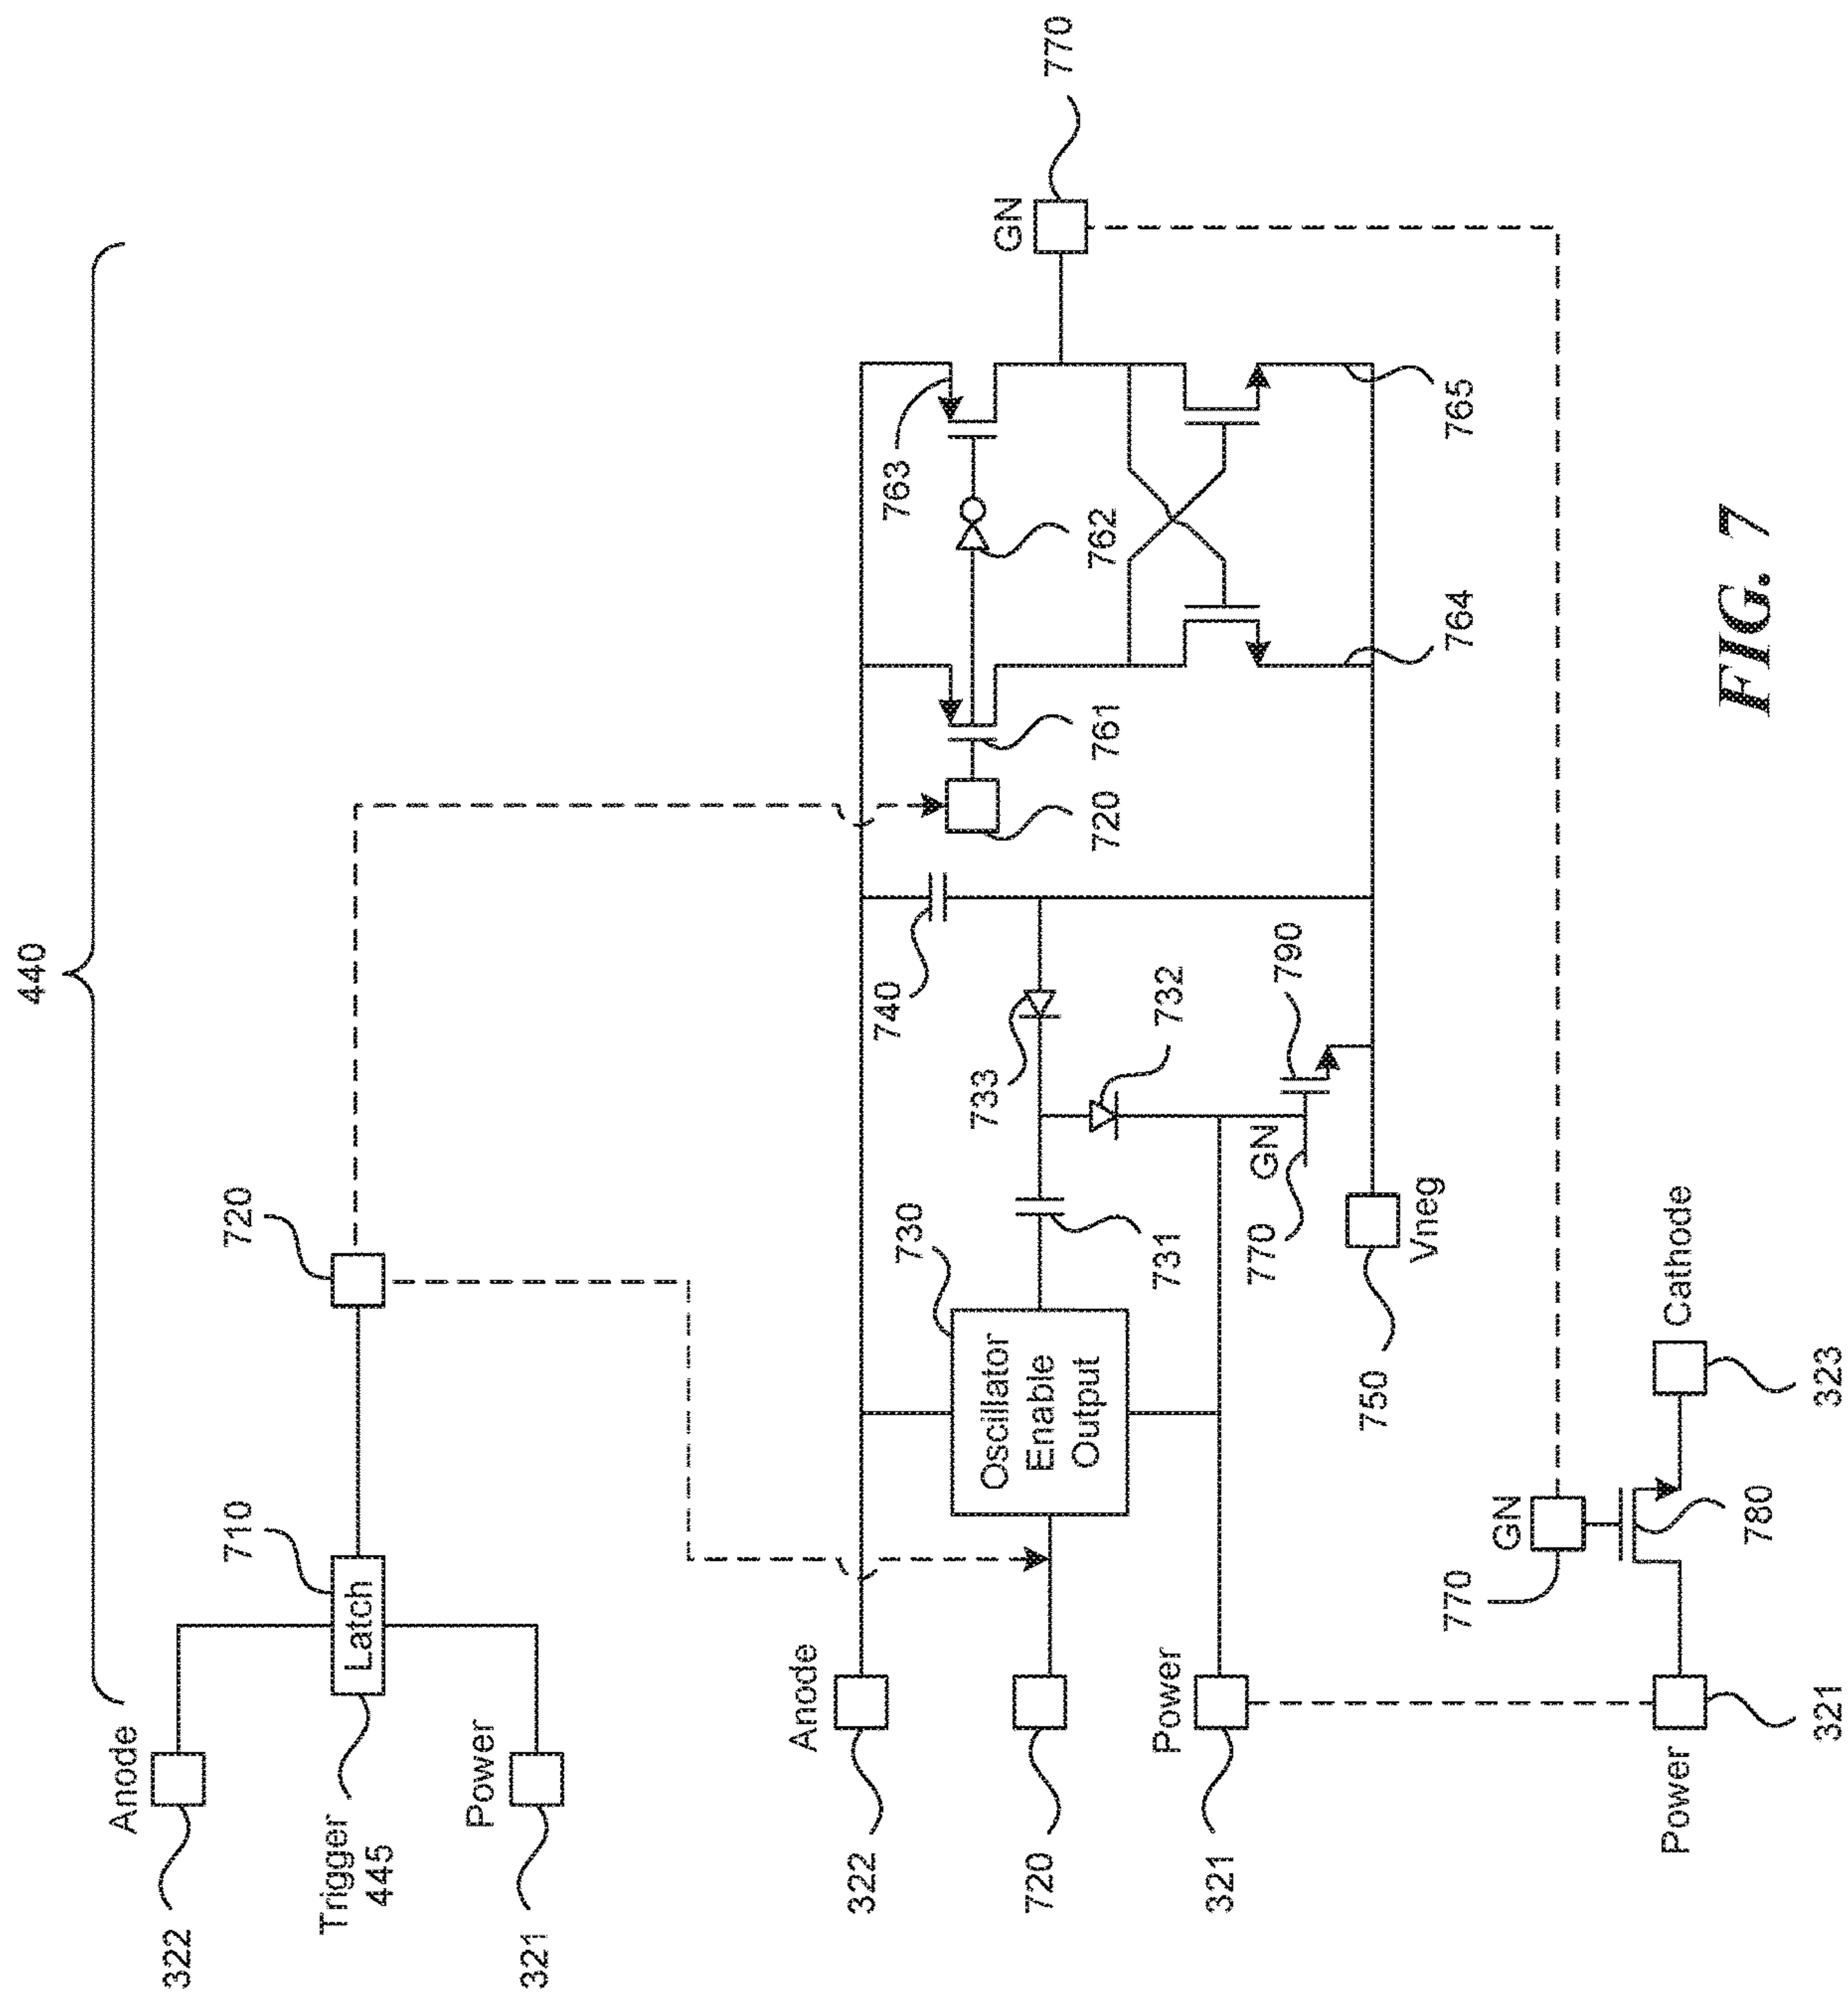 440
Anode
322
Trigger
445
Latch
710
Power
321
720
Anode
322
720
Power
321
Oscillator
Enable
Output
730
731
732
733
740
GN
770
790
Vneg
750
720
761
762
763
764
765
GN
770
GN
770
780
Power
321
Cathode
323
FIG. 7